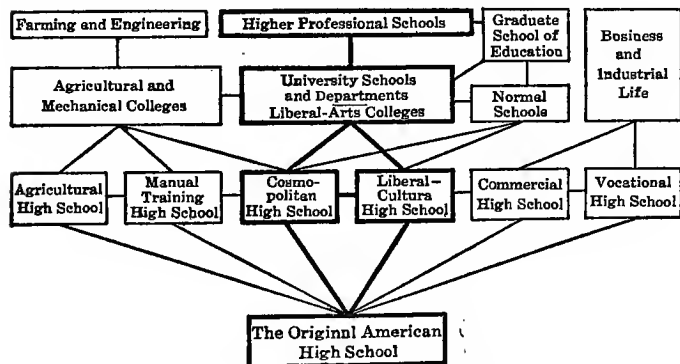 Farming and Engineering
Higher Professional Schools
Graduate
School of
Education
Business
and
Industrial
Life
Agricultural and
Mechanical Colleges
University Schools
and Departments
Liberal-Arts Colleges
Normal
Schools
Agricultural
High School
Manual
Training
High School
Cosmo-
politan
High School
Liberal-
Cultura
High School
Commercial
High School
Vocational
High School
The Originnl American
High School